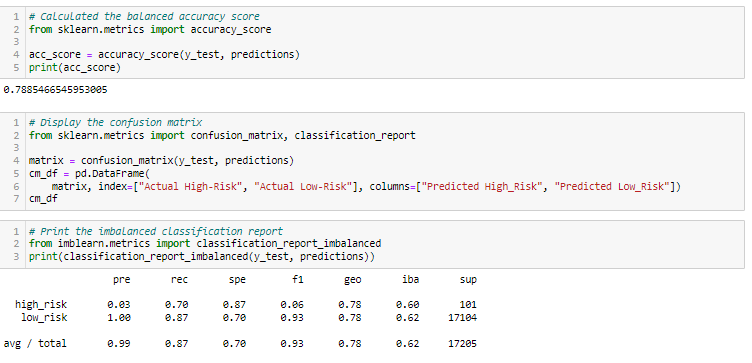 1 # Calculated the balanced accuracy score
2 from sklearn.metrics import accuracy_score
3
4 acc_score = accuracy_score(y_test, predictions)
5 print(acc_score)
0.7885466545953005
1 # Display the confusion matrix
2 from sklearn.metrics import confusion_matrix, classification_report
3
4 matrix = confusion_matrix(y_test, predictions)
5 cm_df = pd.DataFrame(
6     matrix, index=["Actual High-Risk", "Actual Low-Risk"], columns=["Predicted High_Risk", "Predicted Low_Risk"])
7 cm_df
1 # Print the imbalanced classification report
2 from imblearn.metrics import classification_report_imbalanced
3 print(classification_report_imbalanced(y_test, predictions))
pre rec spe f1 geo iba sup
high_risk 0.03 0.70 0.87 0.06 0.78 0.60 101
low_risk 1.00 0.87 0.70 0.93 0.78 0.62 17104
avg / total 0.99 0.87 0.70 0.93 0.78 0.62 17205